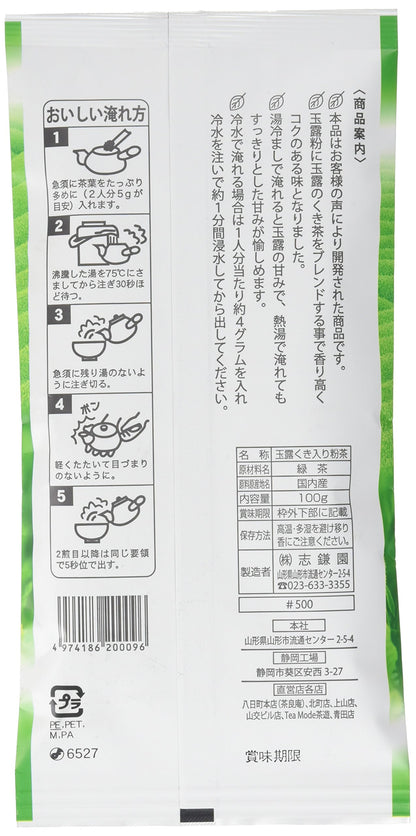 〈商品案内〉
本品はお客様の声により開発された商品です。
玉露粉に玉露のくき茶をブレンドする事で香り高く
コクのある味となりました。
湯冷ましで淹れると玉露の甘みで、熱湯で淹れても
すっきりとした甘みが愉しめます。
冷水で淹れる場合は1人分当たり約4グラムを入れ
冷水を注いで約1分間浸水してから出してください。
おいしい淹れ方
1
急須に茶葉をたっぷり
多めに（2人分5gが
目安）入れます。
2
沸騰した湯を75℃にさ
ましてから注ぎ30秒ほ
ど待つ。
3
急須に残り湯のないよ
うに注ぎ切る。
4
ポン
軽くたたいて目づまり
のないように。
5
2煎目以降は同じ要領
で5秒位で出す。
4974186200096
プラ
PE,PET,
M,PA
6527
名称 玉露くき入り粉茶
原材料名 緑茶
原料原産地名 国内産
内容量 100g
賞味期限 枠外下部に記載
保存方法 高温・多湿を避け移り
香にご注意ください。
製造者 ㈱志鎌園
山形県山形市流通センター2-5-4
☎023-633-3355
#500
本社
山形県山形市流通センター 2-5-4
静岡工場
静岡市葵区安西 3-27
直営店各店
八日町本店(茶良庵)、北町店、上山店、
山交ビル店、Tea Mode茶遊、青田店
賞味期限